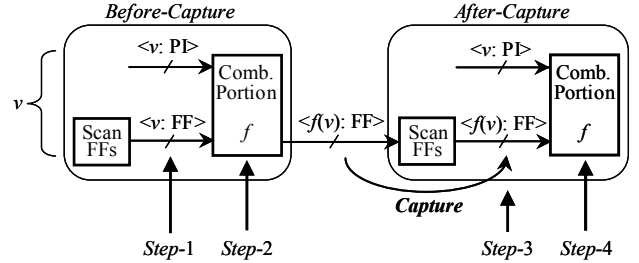 Before-Capture
After-Capture
<v: PI>
Comb.
Portion
f
v
Scan
FFs
<v: FF>
<f(v): FF>
<v: PI>
Comb.
Portion
f
Scan
FFs
<f(v): FF>
Capture
Step-1
Step-2
Step-3
Step-4